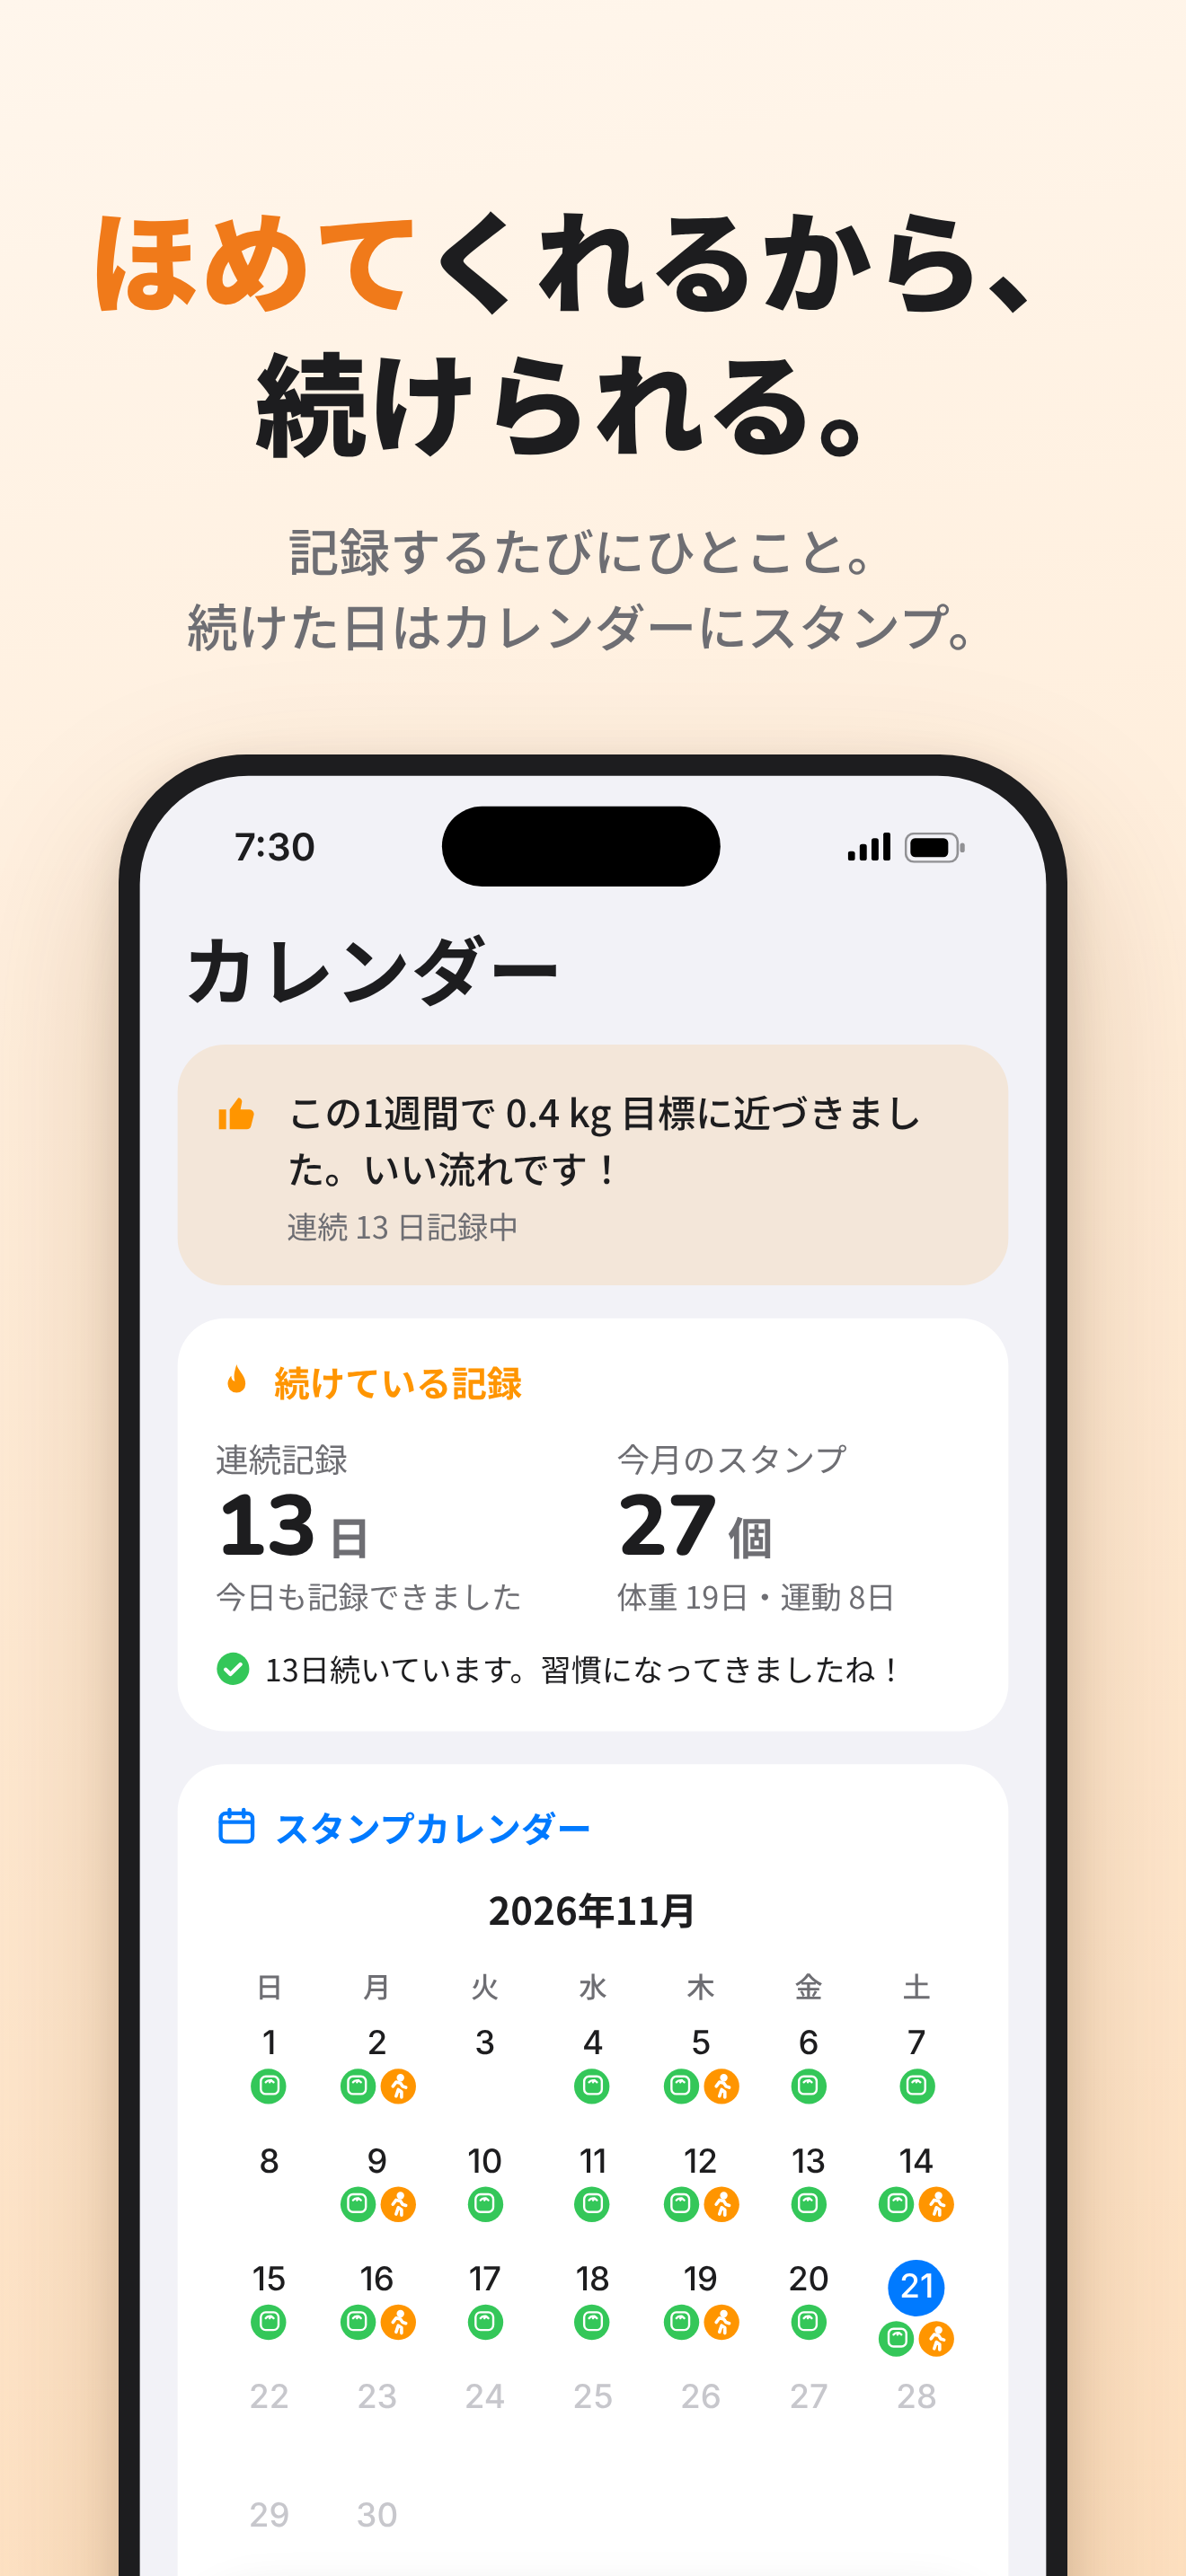 ほめてくれるから、
続けられる。
記録するたびにひとこと。
続けた日はカレンダーにスタンプ。
7:30
カレンダー
この1週間で 0.4 kg 目標に近づきまし
た。いい流れです！
連続 13 日記録中
続けている記録
連続記録 今月のスタンプ
13 日 27 個
今日も記録できました 体重 19日・運動 8日
13日続いています。習慣になってきましたね！
スタンプカレンダー
2026年11月
日 月 火 水 木 金 土
1 2 3 4 5 6 7
8 9 10 11 12 13 14
15 16 17 18 19 20 21
22 23 24 25 26 27 28
29 30